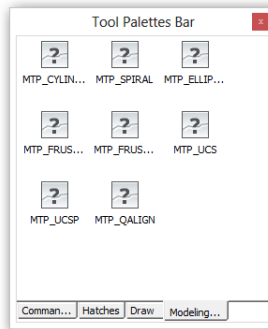 Tool Palettes Bar
x
? ? ?
MTP_CYLIN... MTP_SPIRAL MTP_ELLIP...
? ? ?
MTP_FRUS... MTP_FRUS... MTP_UCS
? ?
MTP_UCSP MTP_QALIGN
Comman... Hatches Draw Modeling...